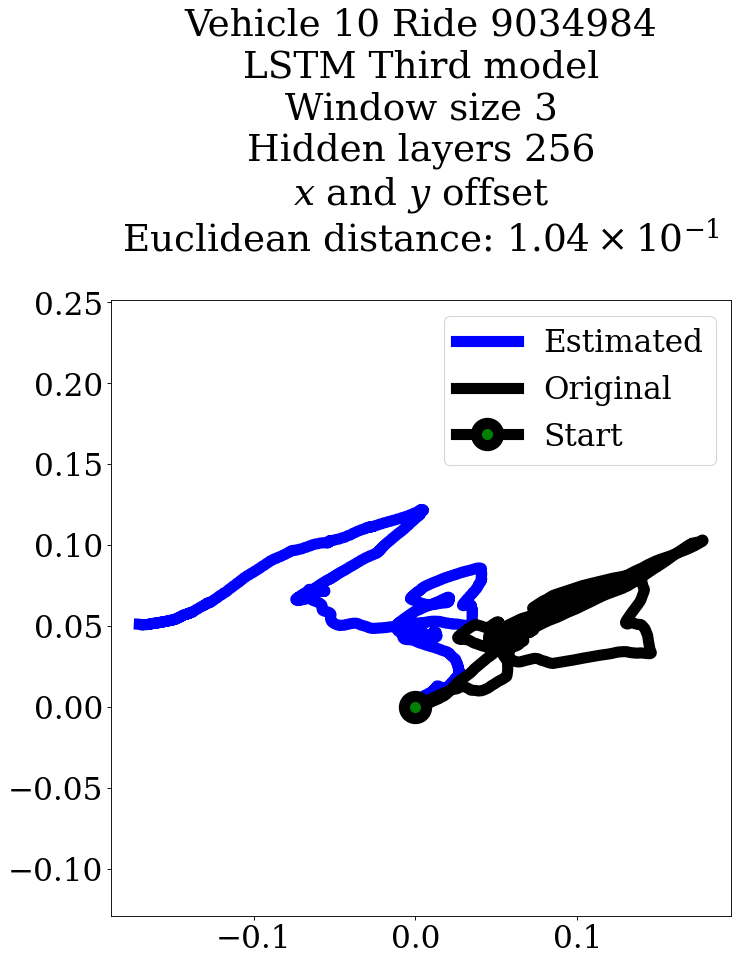 Vehicle 10 Ride 9034984
LSTM Third model
Window size 3
Hidden layers 256
x and y offset
Euclidean distance: 1.04 × 10⁻¹
0.25
Estimated
0.20
Original
Start
0.15
0.10
0.05
0.00
−0.05
−0.10
−0.1 0.0 0.1